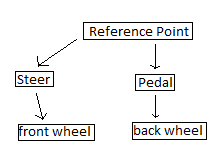 Reference Point
Steer
Pedal
front wheel
back wheel